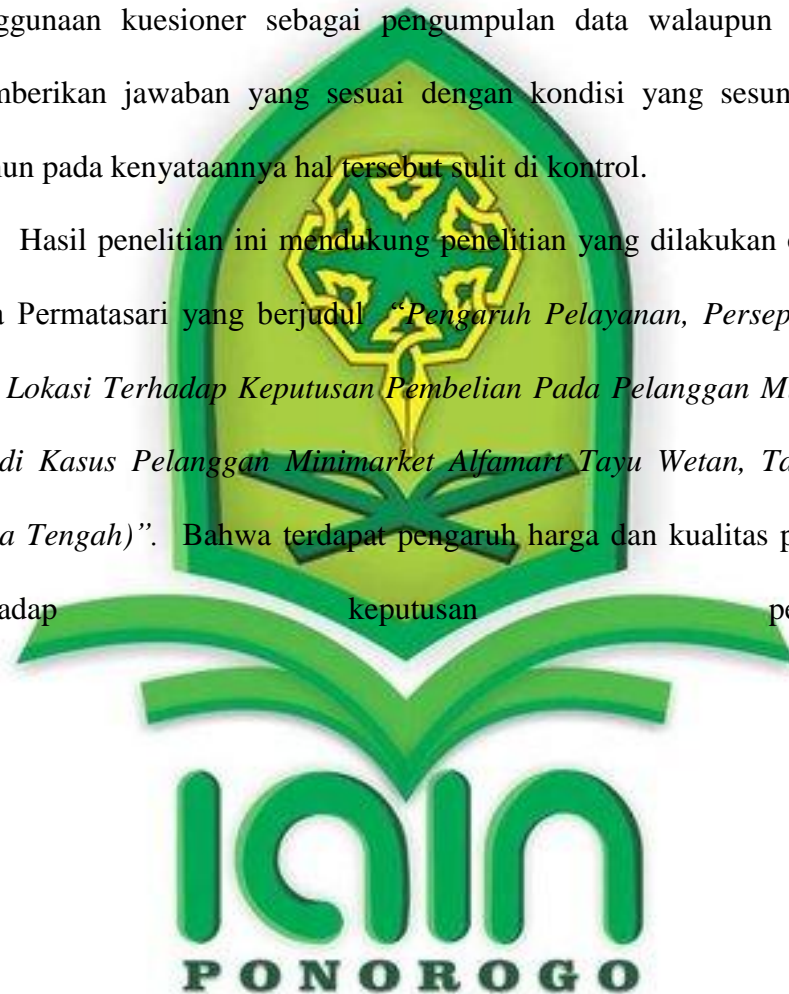 ggunaan kuesioner sebagai pengumpulan data walaupun
mberikan jawaban yang sesuai dengan kondisi yang sesun
nun pada kenyataannya hal tersebut sulit di kontrol.
Hasil penelitian ini mendukung penelitian yang dilakukan
a Permatasari yang berjudul “Pengaruh Pelayanan, Persep
Lokasi Terhadap Keputusan Pembelian Pada Pelanggan M
di Kasus Pelanggan Minimarket Alfamart Tayu Wetan, Ta
a Tengah)”. Bahwa terdapat pengaruh harga dan kualitas p
adap keputusan pe
IAIN
PONOROGO